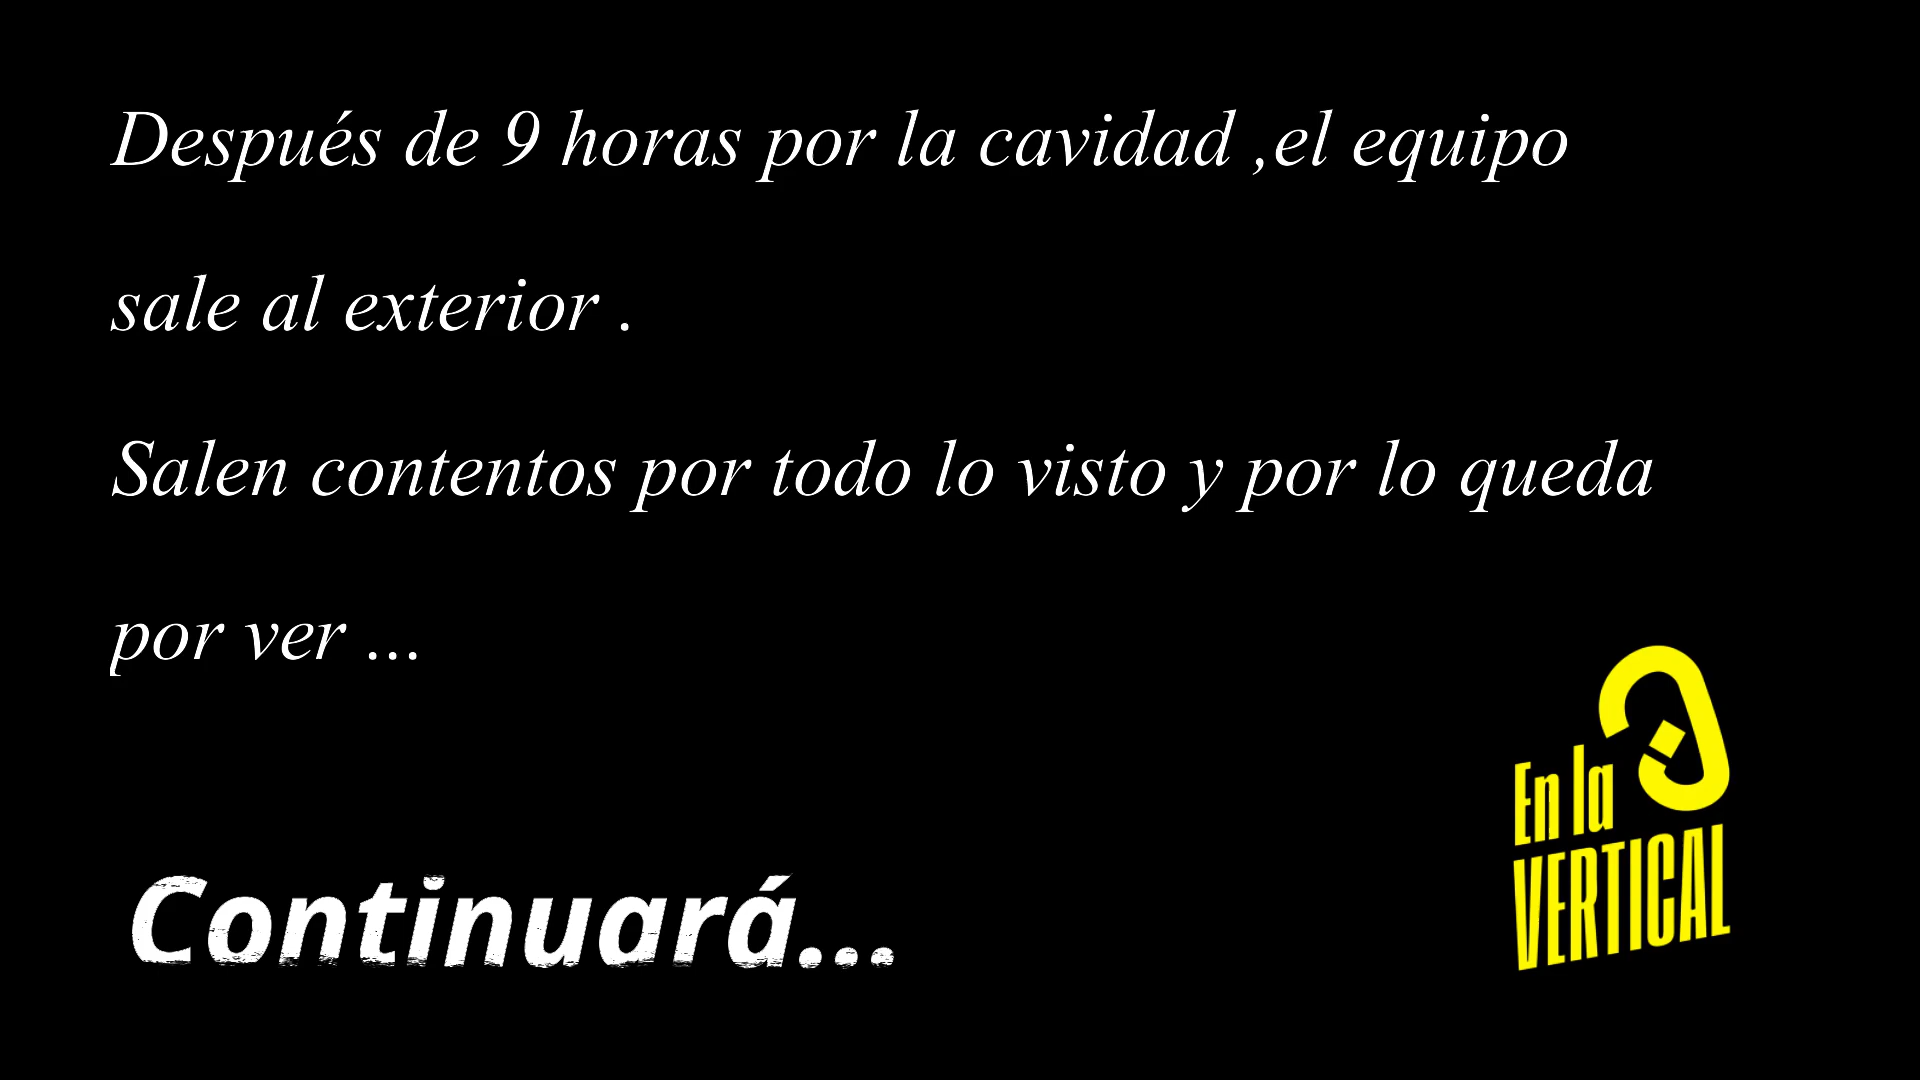 Después de 9 horas por la cavidad ,el equipo
sale al exterior .
Salen contentos por todo lo visto y por lo queda
por ver ...
En la
VERTICAL
Continuará...